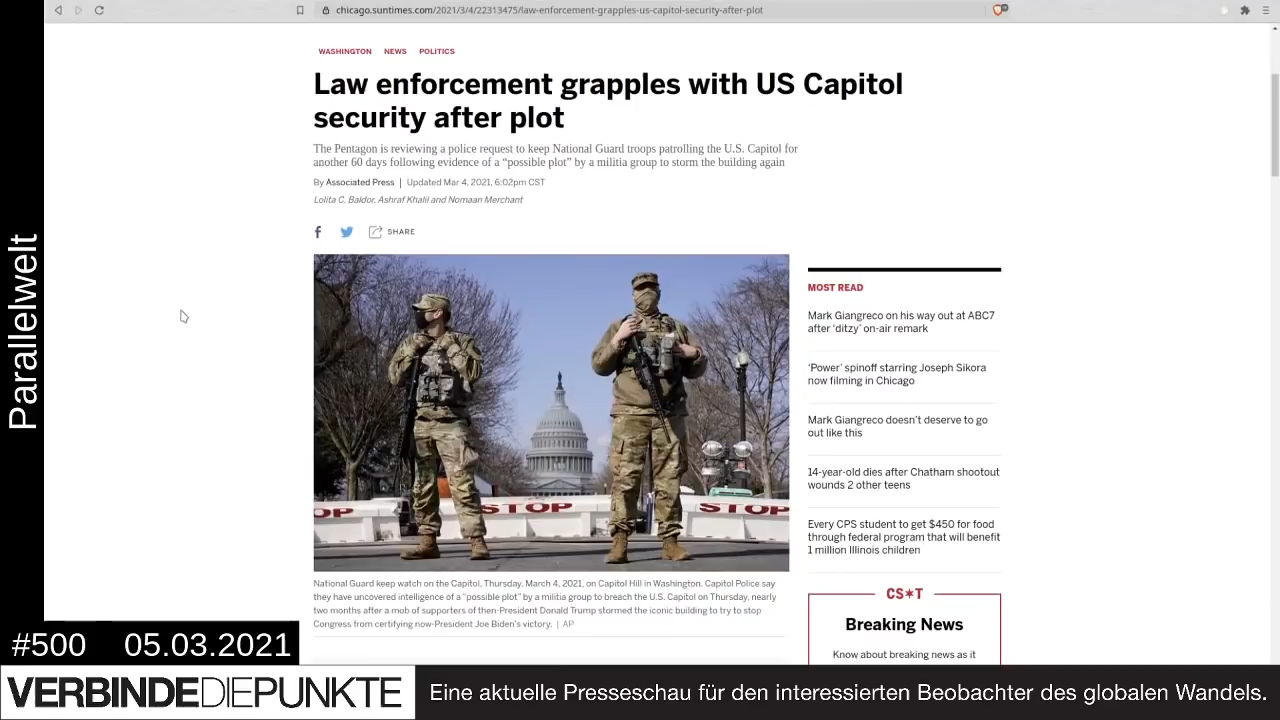 chicago.suntimes.com/2021/3/4/22313475/law-enforcement-grapples-us-capitol-security-after-plot
WASHINGTON NEWS POLITICS
Law enforcement grapples with US Capitol
security after plot
The Pentagon is reviewing a police request to keep National Guard troops patrolling the U.S. Capitol for
another 60 days following evidence of a “possible plot” by a militia group to storm the building again
By Associated Press | Updated Mar 4, 2021, 6:02pm CST
Lolita C. Baldor, Ashraf Khalil and Nomaan Merchant
SHARE
OP STOP STOP
National Guard keep watch on the Capitol, Thursday, March 4, 2021, on Capitol Hill in Washington. Capitol Police say
they have uncovered intelligence of a “possible plot” by a militia group to breach the U.S. Capitol on Thursday, nearly
two months after a mob of supporters of then-President Donald Trump stormed the iconic building to try to stop
Congress from certifying now-President Joe Biden’s victory. | AP
MOST READ
Mark Giangreco on his way out at ABC7
after ‘ditzy’ on-air remark
‘Power’ spinoff starring Joseph Sikora
now filming in Chicago
Mark Giangreco doesn’t deserve to go
out like this
14-year-old dies after Chatham shootout
wounds 2 other teens
Every CPS student to get $450 for food
through federal program that will benefit
1 million Illinois children
CS*T
Breaking News
Know about breaking news as it
Parallelwelt
#500 05.03.2021
VERBINDEDIEPUNKTE
Eine aktuelle Presseschau für den interessierten Beobachter des globalen Wandels.